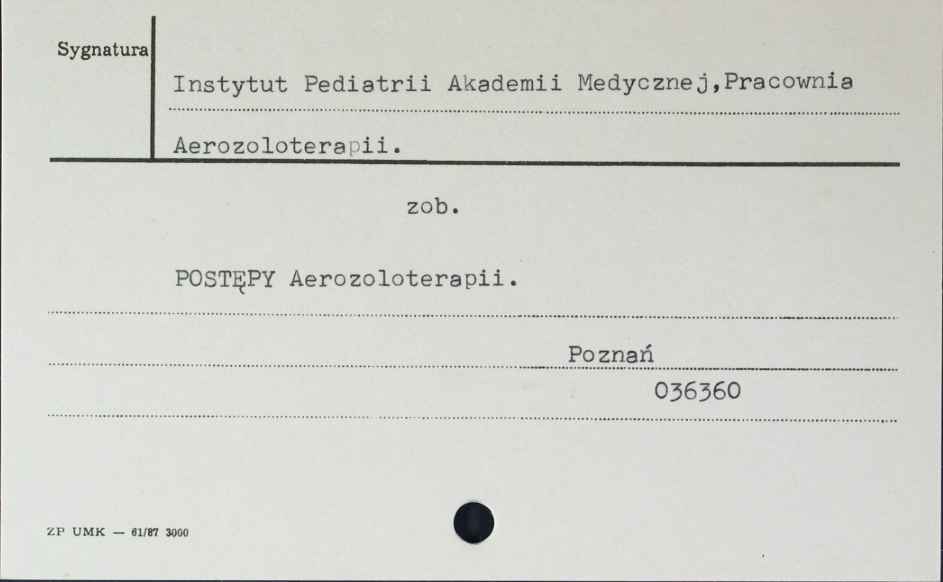 Sygnatura
Instytut Pediatrii Akademii Medycznej,Pracownia
Aerozoloterapii.
zob.
POSTĘPY Aerozoloterapii.
Poznań
036360
ZP UMK — 61/87 3000